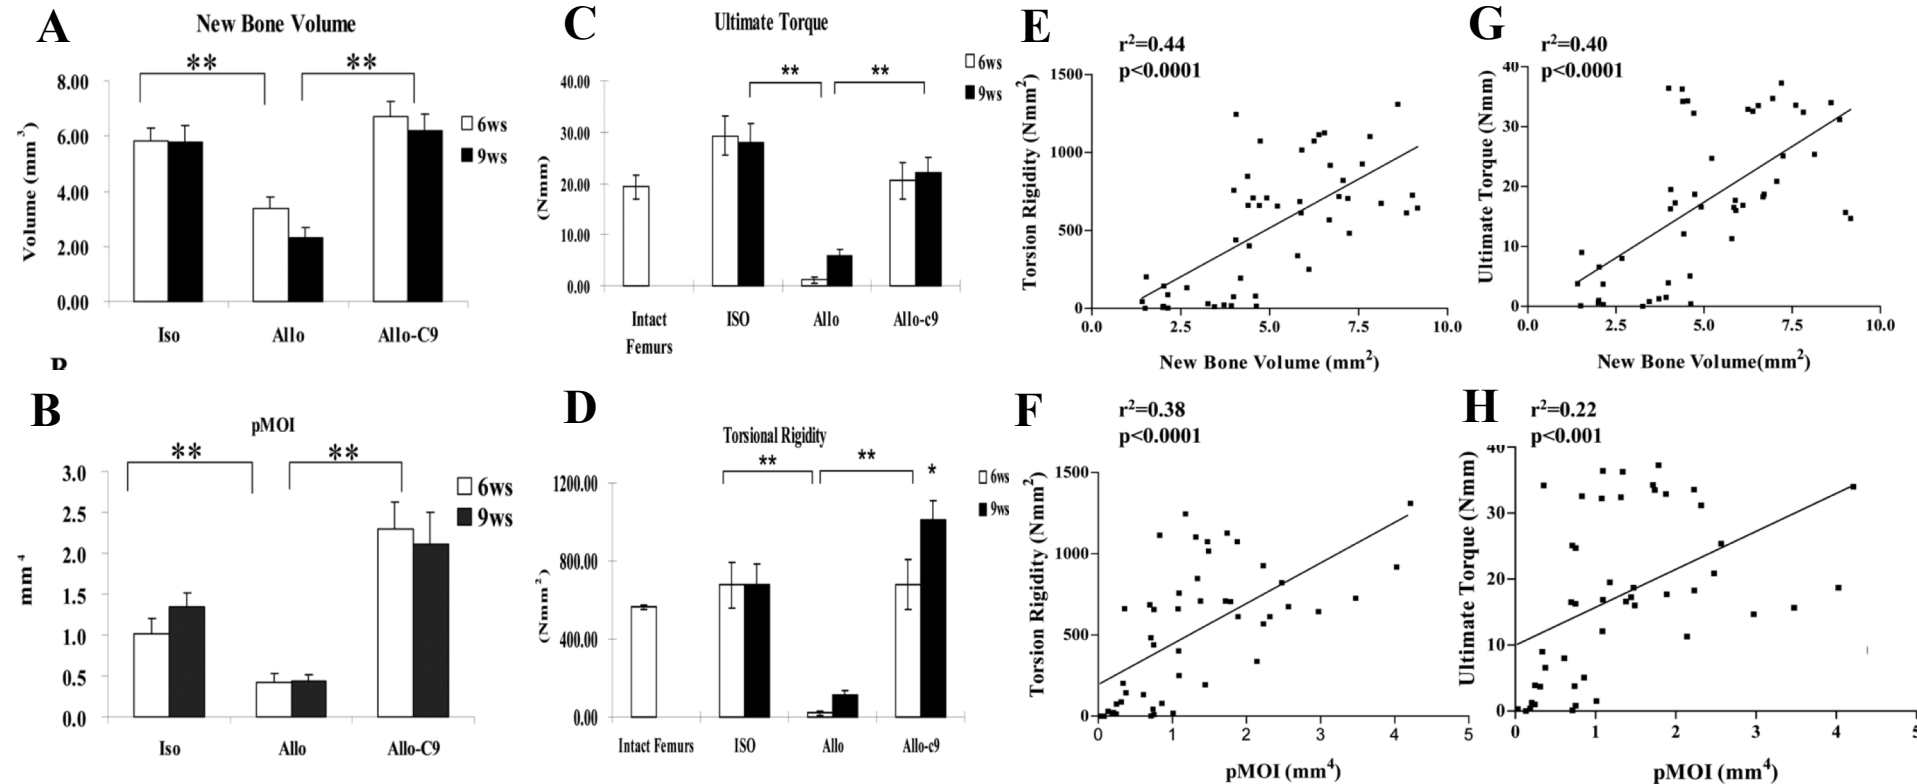 A
New Bone Volume
**
**
8.00
6.00
4.00
2.00
0.00
Volume (mm³)
6ws
9ws
Iso
Allo
Allo-C9
B
pMOI
**
**
3.0
2.5
2.0
1.5
1.0
0.5
0.0
mm⁴
6ws
9ws
Iso
Allo
Allo-C9
C
Ultimate Torque
**
**
40.00
30.00
20.00
10.00
0.00
(Nmm)
6ws
9ws
Intact
Femurs
ISO
Allo
Allo-c9
D
Torsional Rigidity
**
**
*
1200.00
800.00
400.00
0.00
(Nmm²)
6ws
9ws
Intact Femurs
ISO
Allo
Allo-c9
E
r²=0.44
p<0.0001
1500
1000
500
0
Torsion Rigidity (Nmm²)
0.0
2.5
5.0
7.5
10.0
New Bone Volume (mm²)
F
r²=0.38
p<0.0001
1500
1000
500
0
Torsion Rigidity (Nmm²)
0
1
2
3
4
5
pMOI (mm⁴)
G
r²=0.40
p<0.0001
40
30
20
10
0
Ultimate Torque (Nmm)
0.0
2.5
5.0
7.5
10.0
New Bone Volume(mm²)
H
r²=0.22
p<0.001
40
30
20
10
0
Ultimate Torque (Nmm)
0
1
2
3
4
5
pMOI (mm⁴)